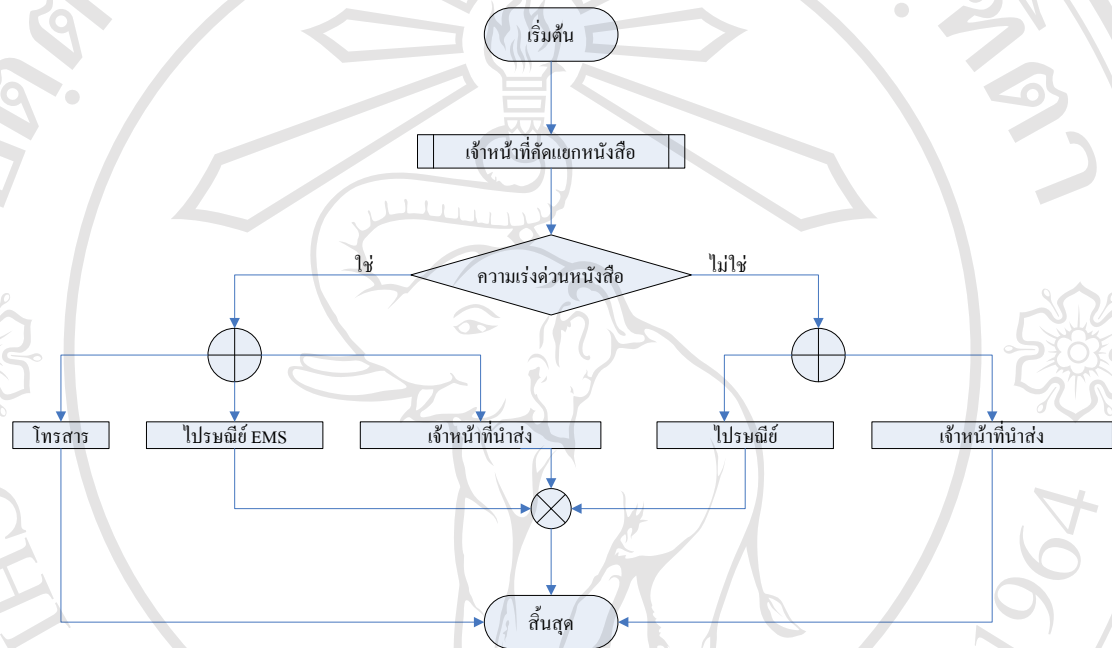 เริ่มต้น
เจ้าหน้าที่คัดแยกหนังสือ
ใช่
ความเร่งด่วนหนังสือ
ไม่ใช่
โทรสาร
ไปรษณีย์ EMS
เจ้าหน้าที่นำส่ง
ไปรษณีย์
เจ้าหน้าที่นำส่ง
สิ้นสุด
1964